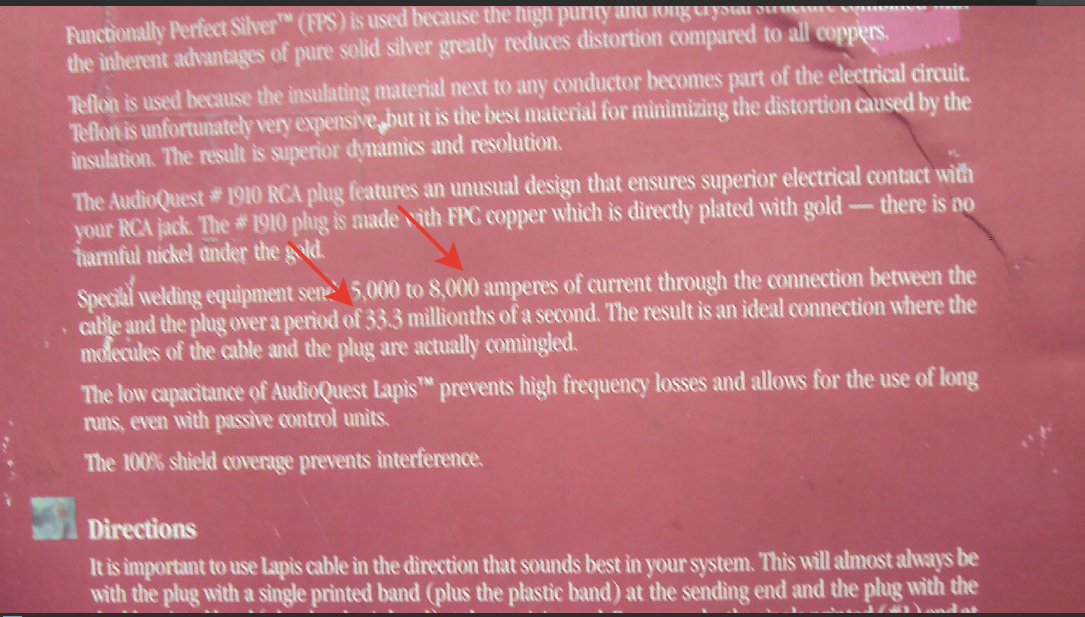 Functionally Perfect Silver™ (FPS) is used because the high purity and long crystal structure combined with
the inherent advantages of pure solid silver greatly reduces distortion compared to all coppers.
Teflon is used because the insulating material next to any conductor becomes part of the electrical circuit.
Teflon is unfortunately very expensive, but it is the best material for minimizing the distortion caused by the
insulation. The result is superior dynamics and resolution.
The AudioQuest # 1910 RCA plug features an unusual design that ensures superior electrical contact with
your RCA jack. The # 1910 plug is made with FPC copper which is directly plated with gold — there is no
harmful nickel under the gold.
Special welding equipment sends 5,000 to 8,000 amperes of current through the connection between the
cable and the plug over a period of 33.3 millionths of a second. The result is an ideal connection where the
molecules of the cable and the plug are actually comingled.
The low capacitance of AudioQuest Lapis™ prevents high frequency losses and allows for the use of long
runs, even with passive control units.
The 100% shield coverage prevents interference.
Directions
It is important to use Lapis cable in the direction that sounds best in your system. This will almost always be
with the plug with a single printed band (plus the plastic band) at the sending end and the plug with the